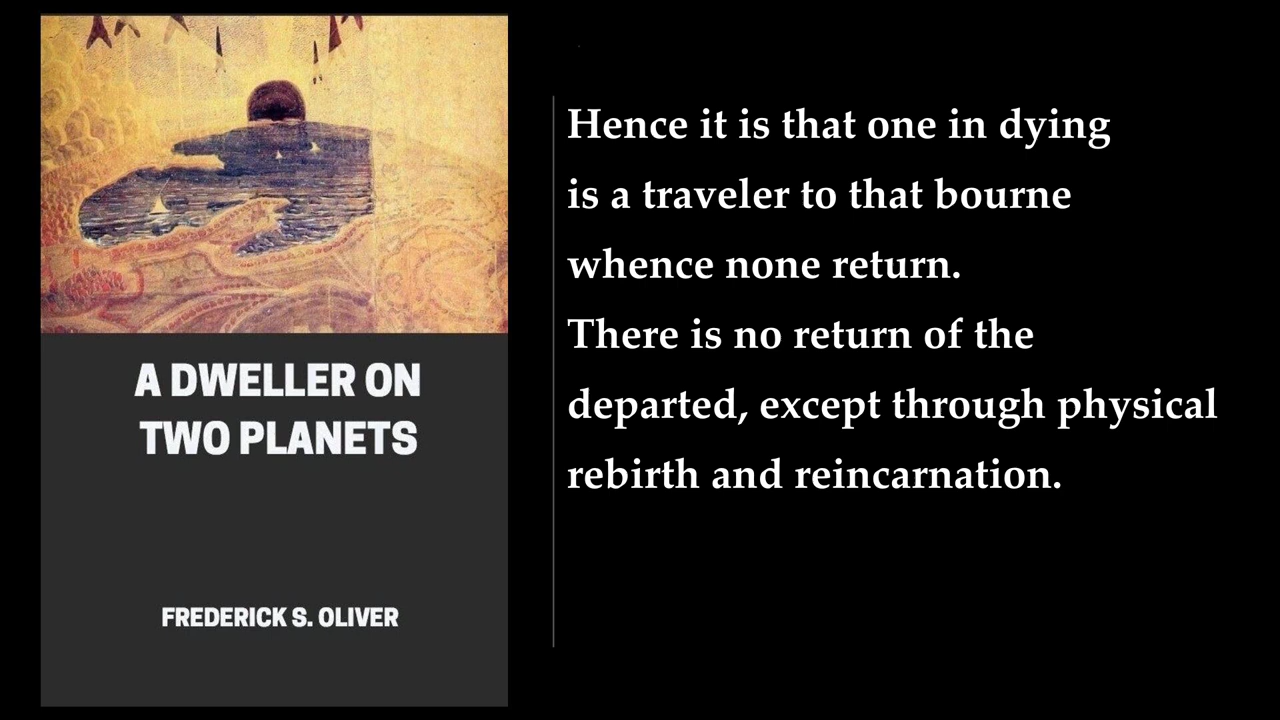 A DWELLER ON
TWO PLANETS
FREDERICK S. OLIVER
Hence it is that one in dying
is a traveler to that bourne
whence none return.
There is no return of the
departed, except through physical
rebirth and reincarnation.